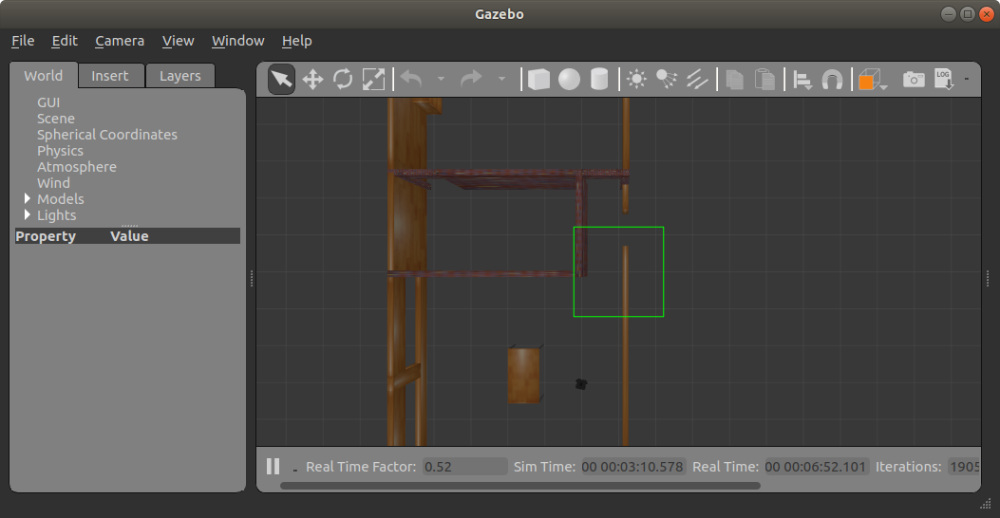 Gazebo
File Edit Camera View Window Help
World Insert Layers
LOG
GUI
Scene
Spherical Coordinates
Physics
Atmosphere
Wind
Models
Lights
Property Value
Real Time Factor: 0.52 Sim Time: 00 00:03:10.578 Real Time: 00 00:06:52.101 Iterations: 1905